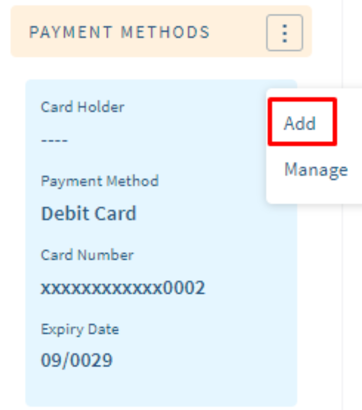 PAYMENT METHODS
Add
Manage
Card Holder
----
Payment Method
Debit Card
Card Number
xxxxxxxxxxxx0002
Expiry Date
09/0029